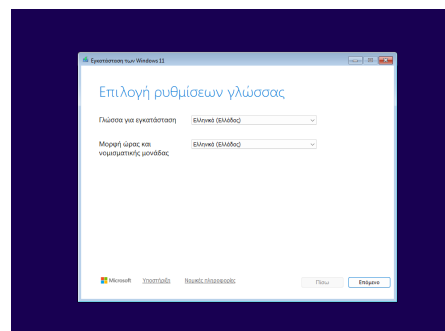 Εγκατάσταση των Windows 11
Επιλογή ρυθμίσεων γλώσσας
Γλώσσα για εγκατάσταση
Ελληνικά (Ελλάδας)
Μορφή ώρας και
νομισματικής μονάδας
Ελληνικά (Ελλάδας)
Microsoft
Υποστήριξη
Νομικές πληροφορίες
Πίσω
Επόμενο